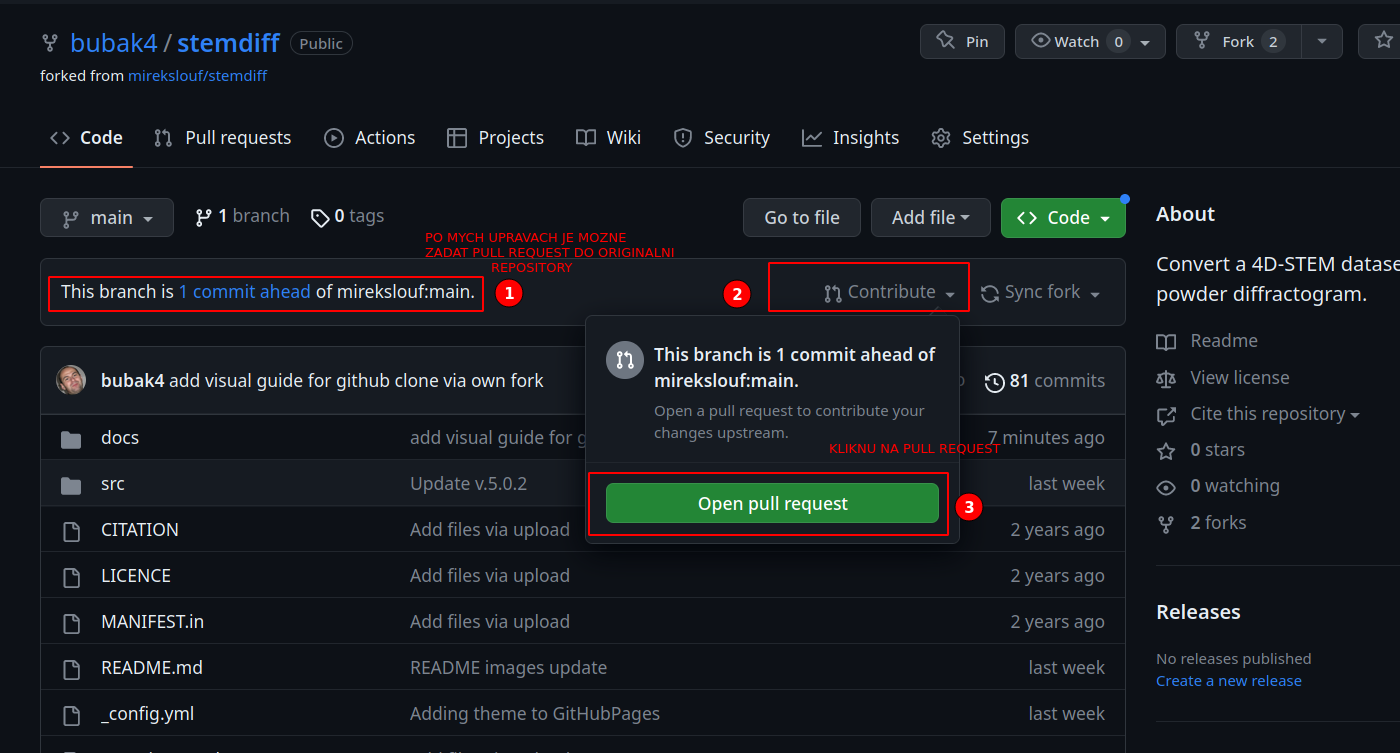 bubak4 / stemdiff Public
Pin
Watch 0
Fork 2
forked from mirekslouf/stemdiff
Code
Pull requests
Actions
Projects
Wiki
Security
Insights
Settings
main
1 branch
0 tags
Go to file
Add file
Code
PO MYCH UPRAVACH JE MOZNE
ZADAT PULL REQUEST DO ORIGINALNI
REPOSITORY
This branch is 1 commit ahead of mirekslouf:main.
1
2
Contribute
Sync fork
This branch is 1 commit ahead of
mirekslouf:main.
Open a pull request to contribute your
changes upstream.
KLIKNU NA PULL REQUEST
Open pull request
3
bubak4 add visual guide for github clone via own fork
81 commits
docs
add visual guide for g
7 minutes ago
src
Update v.5.0.2
last week
CITATION
Add files via upload
2 years ago
LICENCE
Add files via upload
2 years ago
MANIFEST.in
Add files via upload
2 years ago
README.md
README images update
last week
_config.yml
Adding theme to GitHubPages
last week
About
Convert a 4D-STEM datase
powder diffractogram.
Readme
View license
Cite this repository
0 stars
0 watching
2 forks
Releases
No releases published
Create a new release